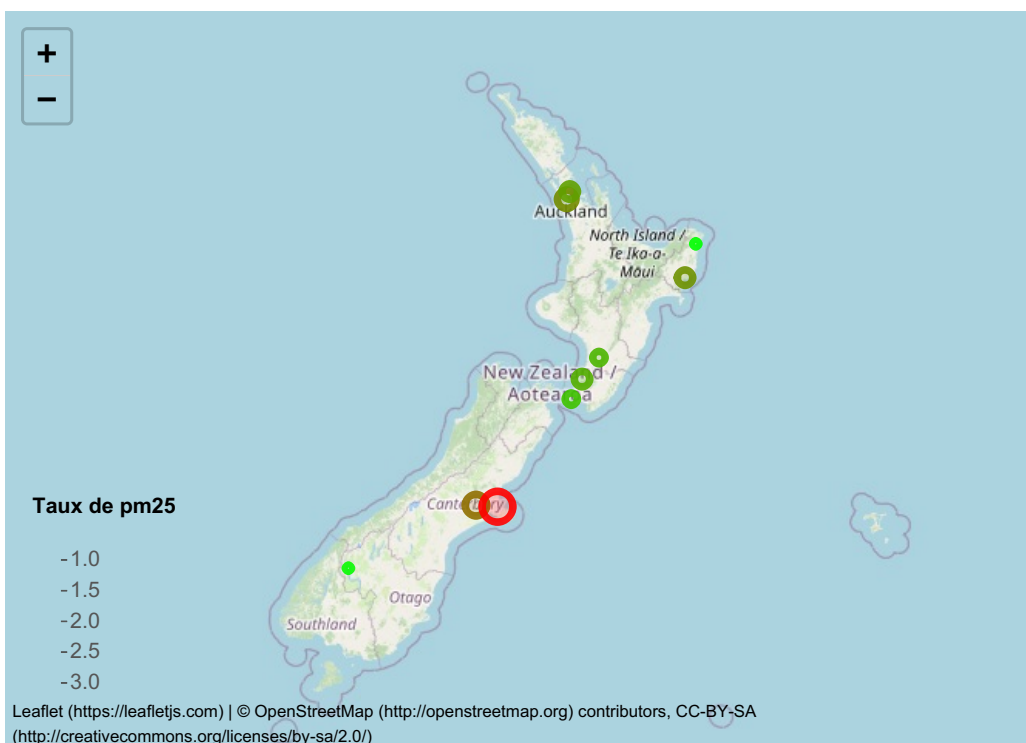 +
−
Auckland
North Island /
Te Ika-a-
Māui
New Zealand /
Aotearoa
Canterbury
Otago
Southland
Taux de pm25
-1.0
-1.5
-2.0
-2.5
-3.0
Leaflet (https://leafletjs.com) | © OpenStreetMap (http://openstreetmap.org) contributors, CC-BY-SA
(http://creativecommons.org/licenses/by-sa/2.0/)